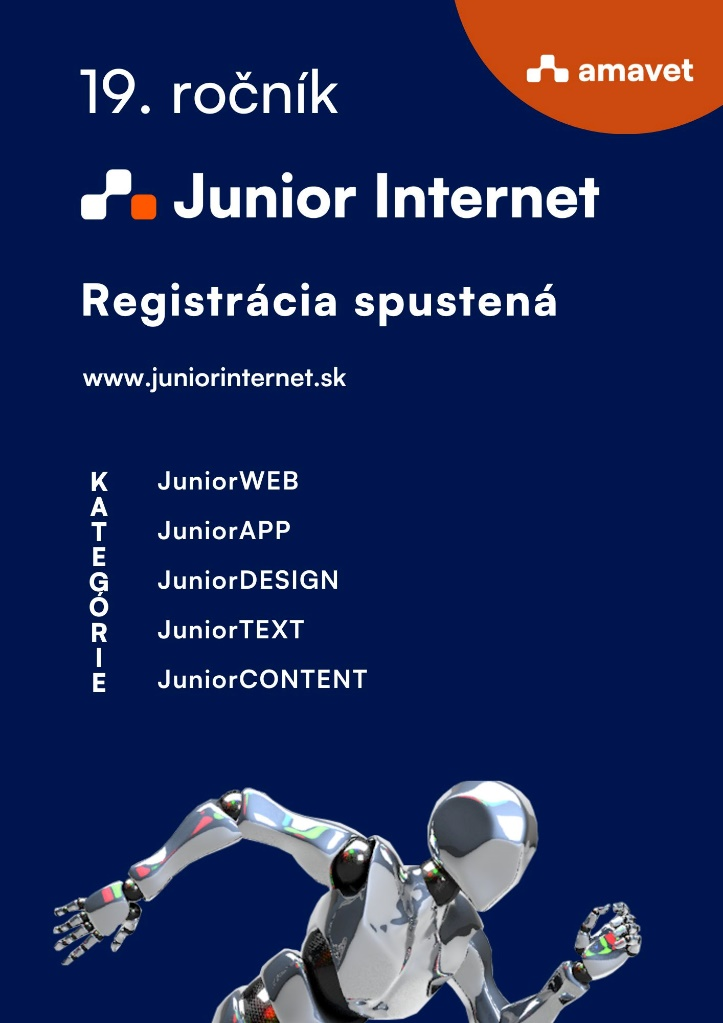 amavet
19. ročník
Junior Internet
Registrácia spustená
www.juniorinternet.sk
KATEGÓRIE
JuniorWEB
JuniorAPP
JuniorDESIGN
JuniorTEXT
JuniorCONTENT